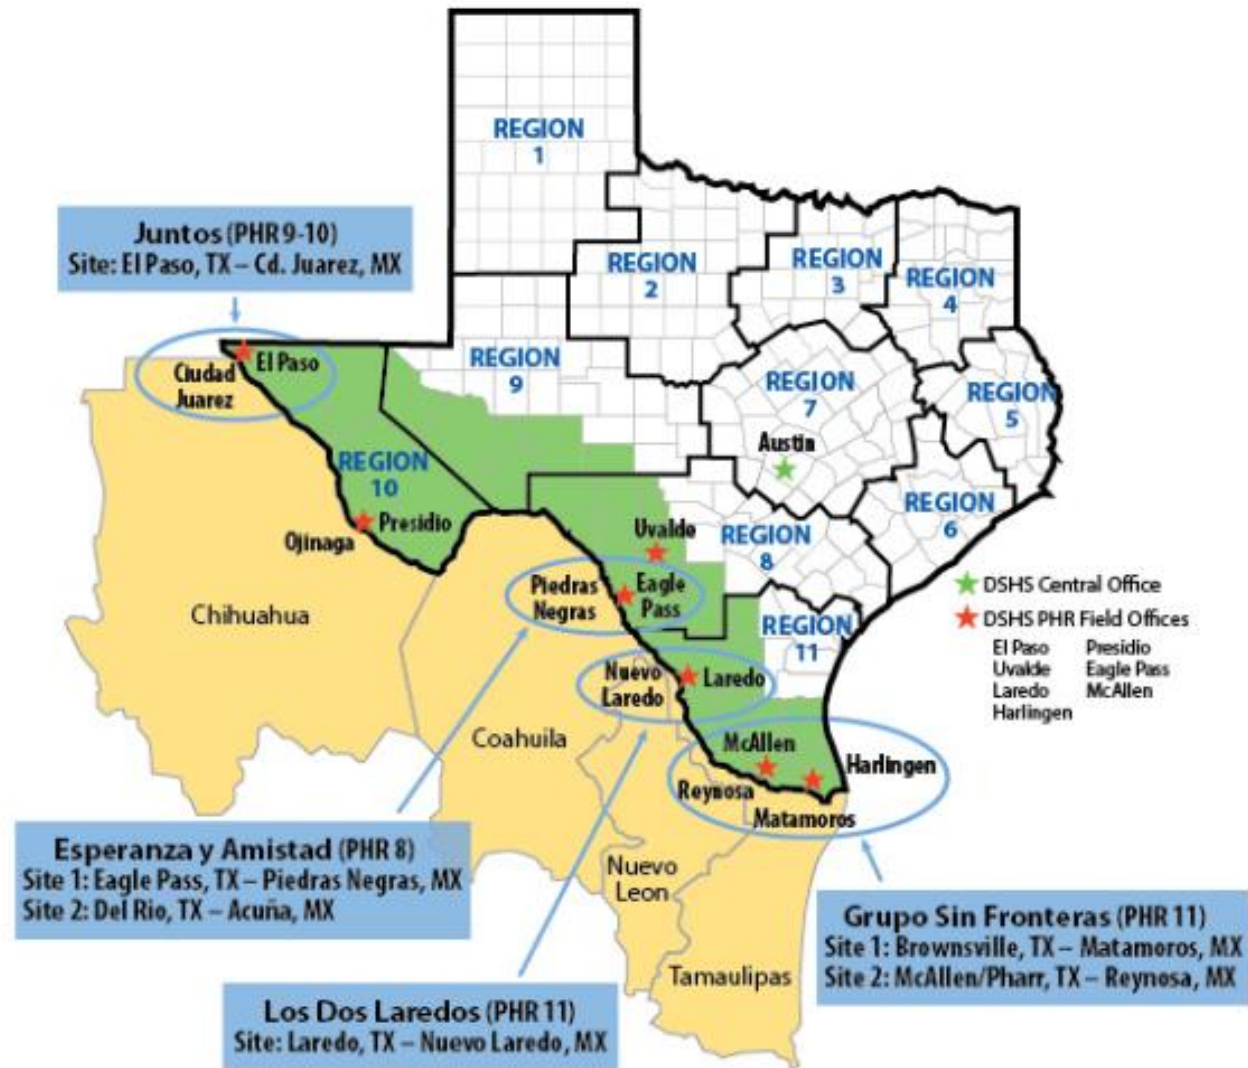 REGION
1
Juntos (PHR 9-10)
Site: El Paso, TX – Cd. Juarez, MX
REGION
2
REGION
3
REGION
4
El Paso
Ciudad
Juarez
REGION
9
REGION
7
REGION
5
Austin
REGION
10
Presidio
Ojinaga
REGION
6
Uvalde
REGION
8
Piedras
Negras
Eagle
Pass
Chihuahua
REGION
11
DSHS Central Office
DSHS PHR Field Offices
El Paso Presidio
Uvalde Eagle Pass
Laredo McAllen
Harlingen
Nuevo
Laredo
Laredo
Coahuila
McAllen
Harlingen
Reynosa
Matamoros
Esperanza y Amistad (PHR 8)
Site 1: Eagle Pass, TX – Piedras Negras, MX
Site 2: Del Rio, TX – Acuña, MX
Nuevo
Leon
Grupo Sin Fronteras (PHR 11)
Site 1: Brownsville, TX – Matamoros, MX
Site 2: McAllen/Pharr, TX – Reynosa, MX
Tamaulipas
Los Dos Laredos (PHR 11)
Site: Laredo, TX – Nuevo Laredo, MX